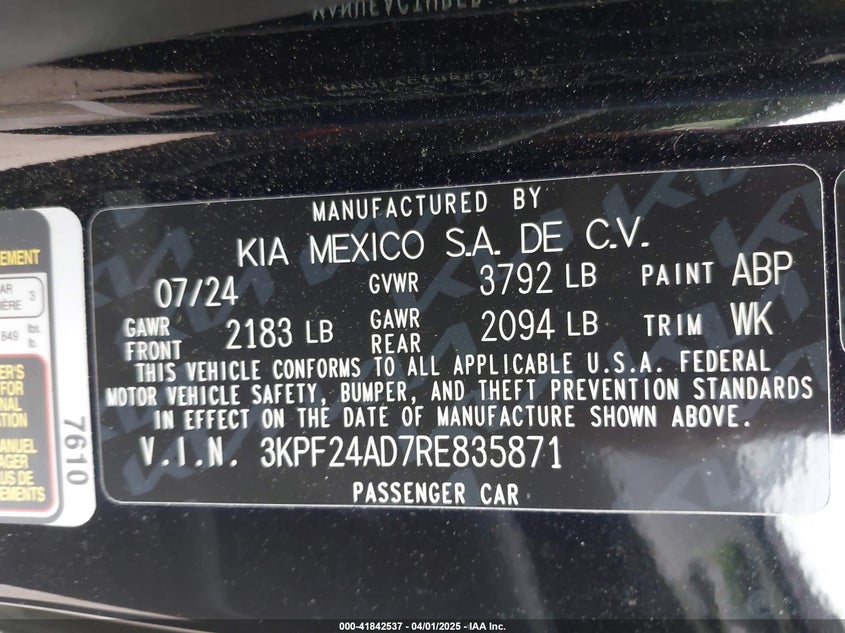 MANUFACTURED BY
KIA MEXICO S.A. DE C.V.
07/24 GVWR 3792 LB PAINT ABP
GAWR FRONT 2183 LB GAWR REAR 2094 LB TRIM WK
THIS VEHICLE CONFORMS TO ALL APPLICABLE U.S.A. FEDERAL
MOTOR VEHICLE SAFETY, BUMPER, AND THEFT PREVENTION STANDARDS
IN EFFECT ON THE DATE OF MANUFACTURE SHOWN ABOVE.
V.I.N. 3KPF24AD7RE835871
PASSENGER CAR
7610
000-41842537 - 04/01/2025 - IAA Inc.